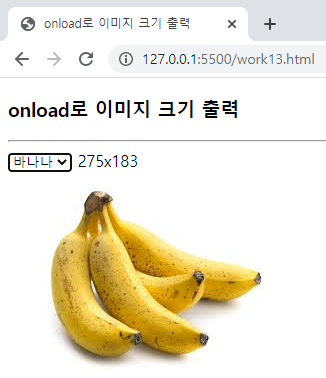 onload로 이미지 크기 출력
127.0.0.1:5500/work13.html
onload로 이미지 크기 출력
바나나 275x183